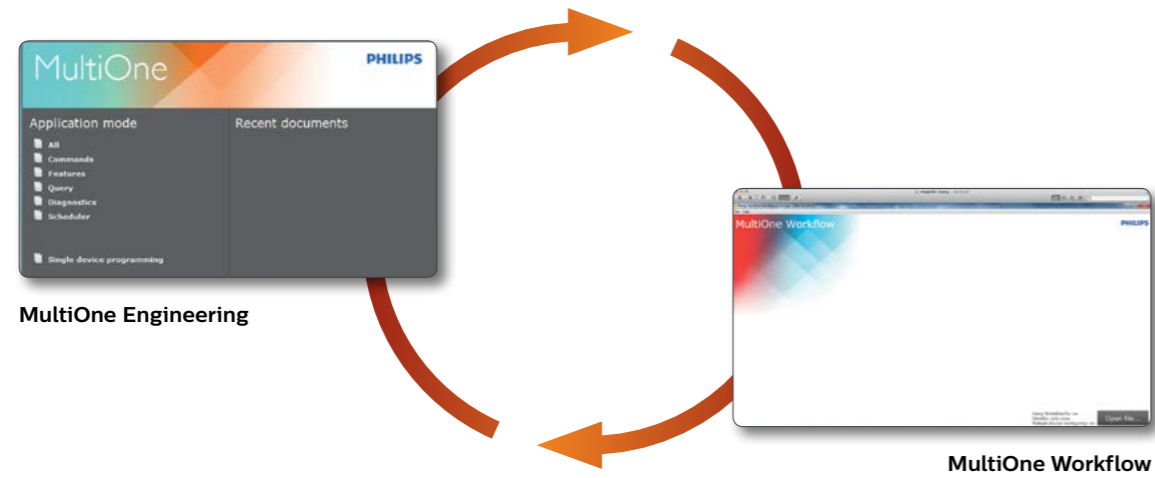 MultiOne
PHILIPS
Application mode
Recent documents
All
Commands
Features
Query
Diagnostics
Scheduler
Single device programming
MultiOne Engineering
MultiOne Workflow
PHILIPS
Open file...
MultiOne Workflow